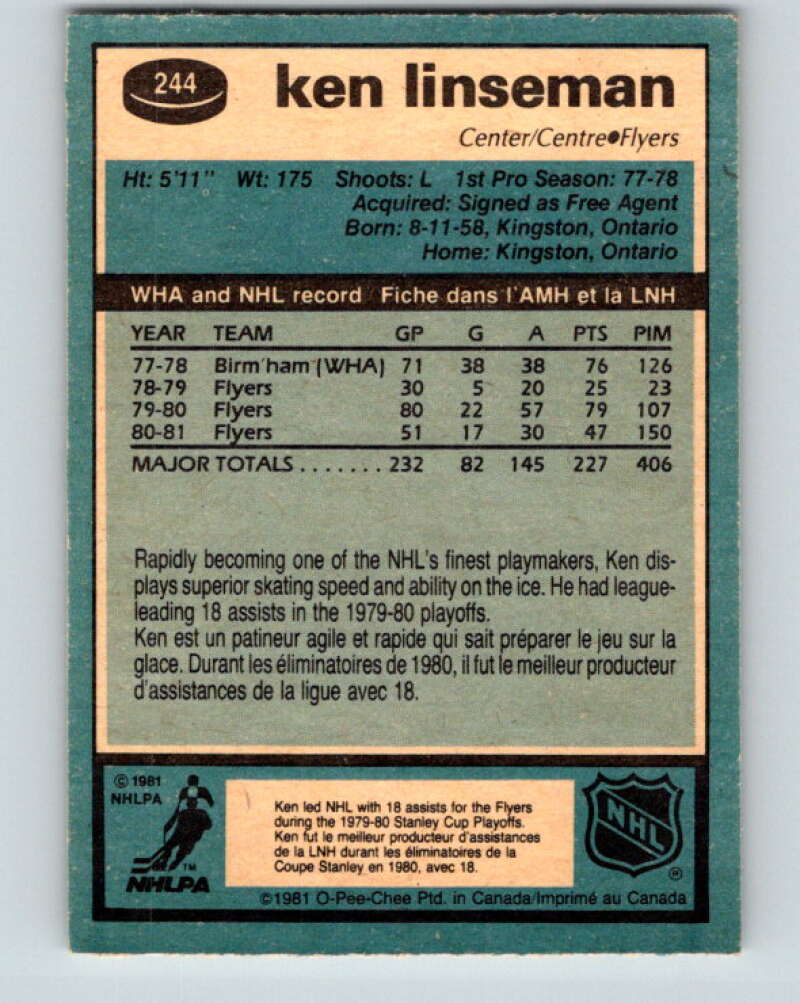 244
ken linseman
Center/Centre●Flyers
Ht: 5'11" Wt: 175 Shoots: L 1st Pro Season: 77-78
Acquired: Signed as Free Agent
Born: 8-11-58, Kingston, Ontario
Home: Kingston, Ontario
WHA and NHL record Fiche dans l'AMH et la LNH
YEAR TEAM GP G A PTS PIM
77-78 Birm'ham (WHA) 71 38 38 76 126
78-79 Flyers 30 5 20 25 23
79-80 Flyers 80 22 57 79 107
80-81 Flyers 51 17 30 47 150
MAJOR TOTALS.......232 82 145 227 406
Rapidly becoming one of the NHL's finest playmakers, Ken dis-
plays superior skating speed and ability on the ice. He had league-
leading 18 assists in the 1979-80 playoffs.
Ken est un patineur agile et rapide qui sait préparer le jeu sur la
glace. Durant les éliminatoires de 1980, il fut le meilleur producteur
d'assistances de la ligue avec 18.
© 1981
NHLPA
TM
NHLPA
Ken led NHL with 18 assists for the Flyers
during the 1979-80 Stanley Cup Playoffs.
Ken fut le meilleur producteur d'assistances
de la LNH durant les éliminatoires de la
Coupe Stanley en 1980, avec 18.
NHL
®
©1981 O-Pee-Chee Ptd. in Canada/Imprimé au Canada